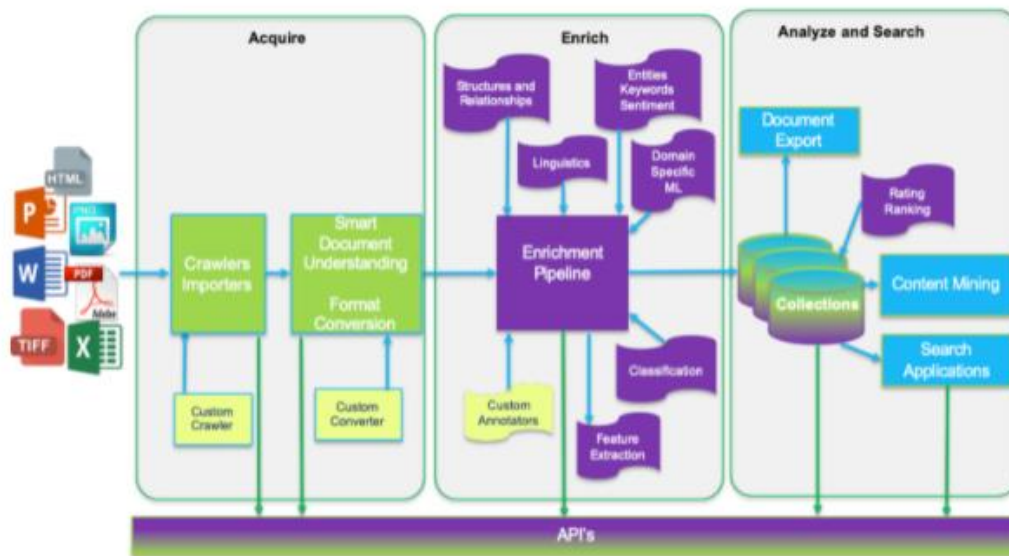 Acquire
Enrich
Analyze and Search
Structures and
Relationships
Entities
Keywords
Sentiment
Linguistics
Domain
Specific
ML
Document
Export
Rating
Ranking
HTML
P
PNG
W
PDF
Adobe
TIFF
X
Crawlers
Importers
Smart
Document
Understanding
Format
Conversion
Enrichment
Pipeline
Collections
Content Mining
Search
Applications
Custom
Crawler
Custom
Converter
Custom
Annotators
Classification
Feature
Extraction
API's